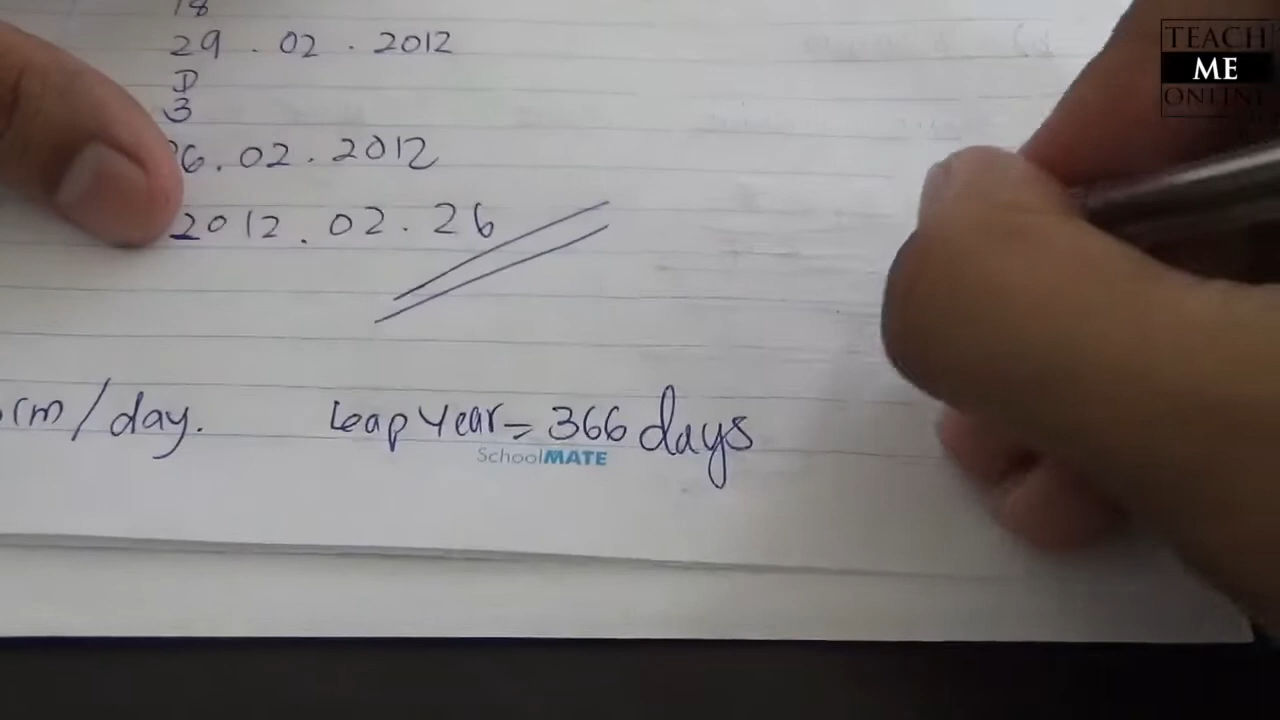 18
29 . 02 . 2012
D
3
6 . 02 . 2012
2012 . 02 . 26
cm / day. leap Year = 366 days
SchoolMATE
TEACH
ME
ONLINE